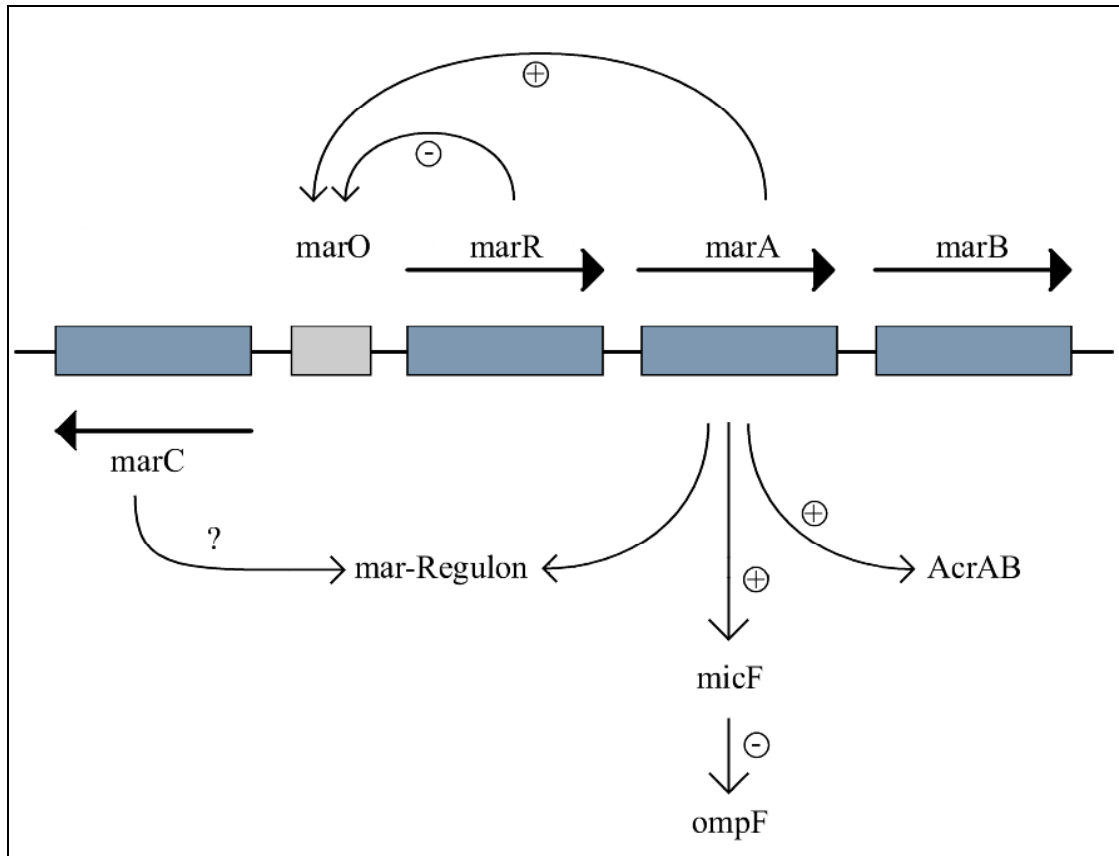 +
-
marO marR marA marB
marC
?
+
mar-Regulon + AcrAB
micF
-
ompF